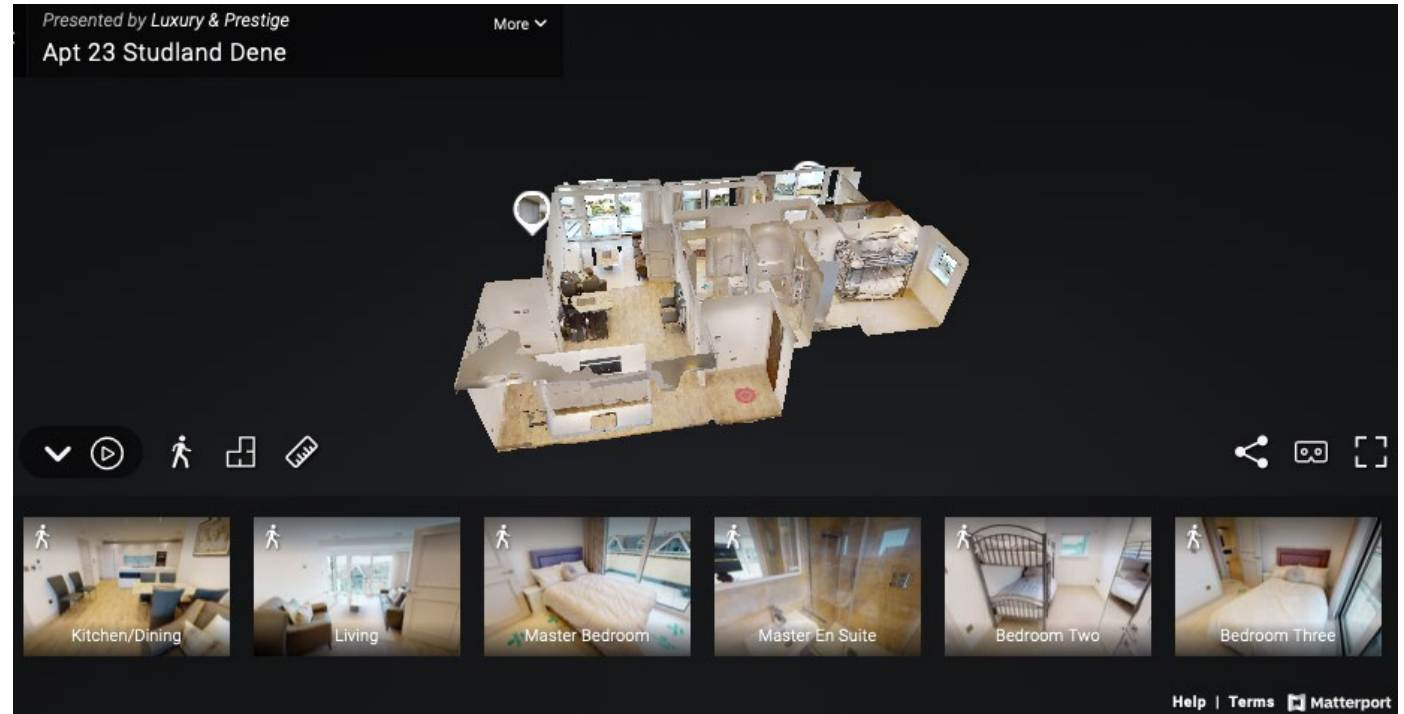 Presented by Luxury & Prestige
More
Apt 23 Studland Dene
Kitchen/Dining
Living
Master Bedroom
Master En Suite
Bedroom Two
Bedroom Three
Help | Terms Matterport